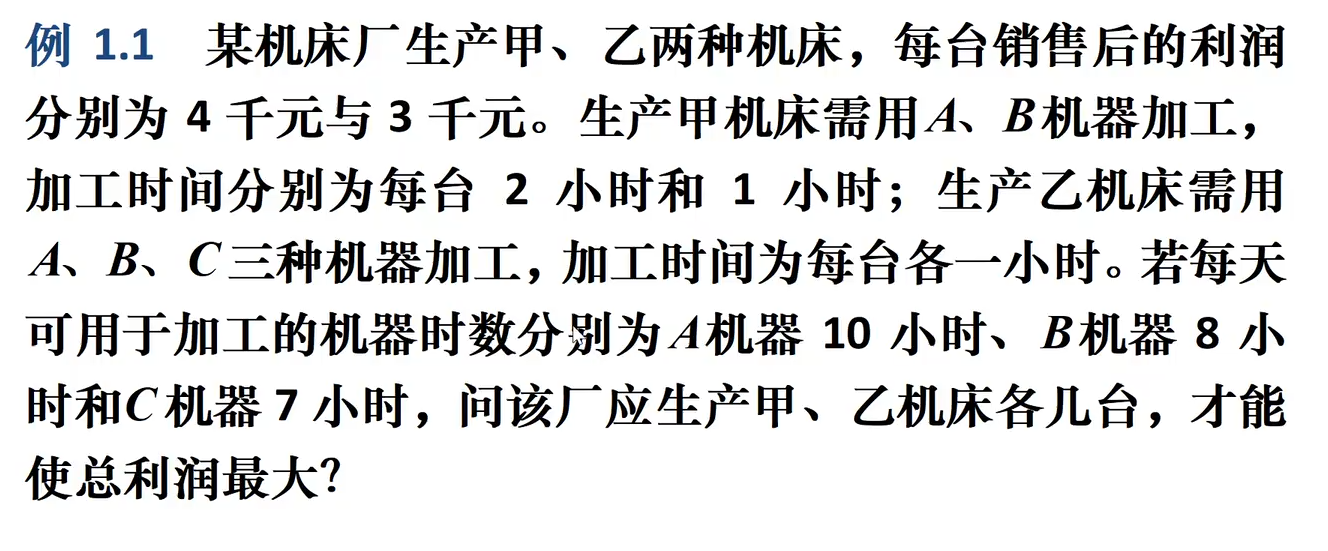 例 1.1 某机床厂生产甲、乙两种机床，每台销售后的利润
分别为 4 千元与 3 千元。生产甲机床需用A、B机器加工，
加工时间分别为每台 2 小时和 1 小时；生产乙机床需用
A、B、C三种机器加工，加工时间为每台各一小时。若每天
可用于加工的机器时数分别为A机器 10 小时、B机器 8 小
时和C机器 7 小时，问该厂应生产甲、乙机床各几台，才能
使总利润最大?